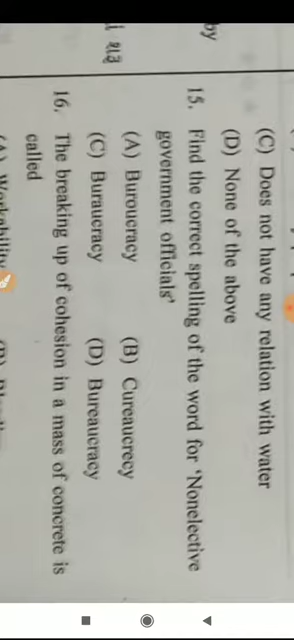 (C) Does not have any relation with water
(D) None of the above
15. Find the correct spelling of the word for ‘Nonelective
government officials’
(A) Buroucracy (B) Cureaucrecy
(C) Buraucracy (D) Bureaucracy
16. The breaking up of cohesion in a mass of concrete is
called